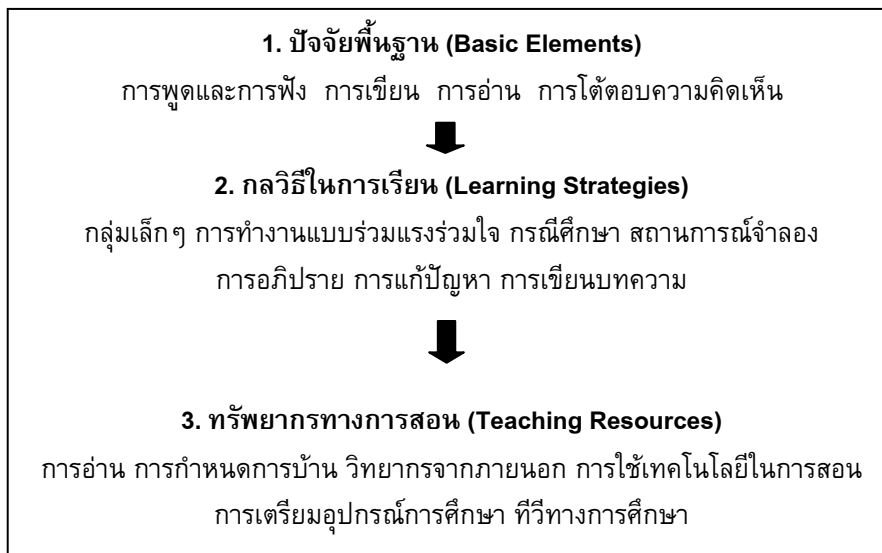 1. ปัจจัยพื้นฐาน (Basic Elements)
การพูดและการฟัง การเขียน การอ่าน การโต้ตอบความคิดเห็น
2. กลวิธีในการเรียน (Learning Strategies)
กลุ่มเล็กๆ การทำงานแบบร่วมแรงร่วมใจ กรณีศึกษา สถานการณ์จำลอง
การอภิปราย การแก้ปัญหา การเขียนบทความ
3. ทรัพยากรทางการสอน (Teaching Resources)
การอ่าน การกำหนดการบ้าน วิทยากรจากภายนอก การใช้เทคโนโลยีในการสอน
การเตรียมอุปกรณ์การศึกษา ทีวีทางการศึกษา